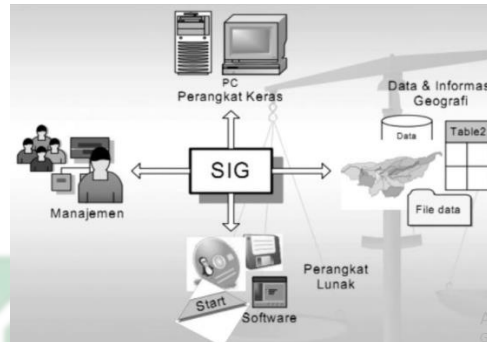 PC
Perangkat Keras
Data & Informasi
Geografi
Data
Table2
SIG
File data
Manajemen
Perangkat
Lunak
Start
Software